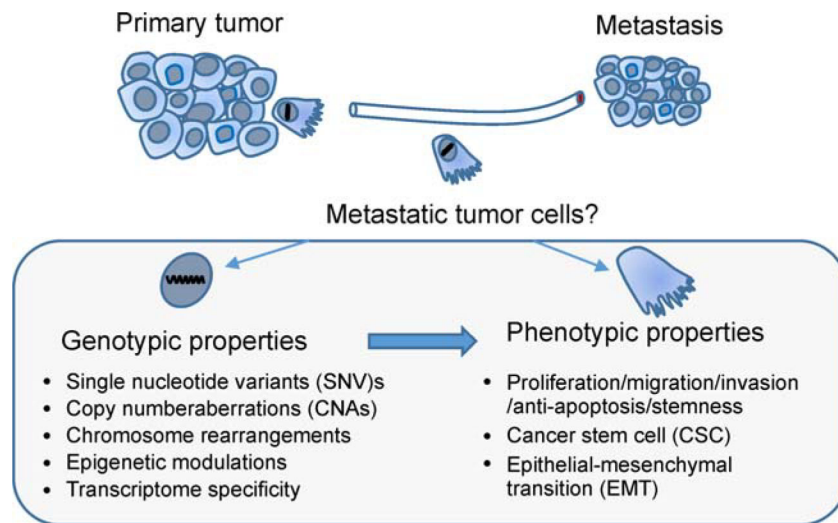 Primary tumor
Metastasis
Metastatic tumor cells?
Genotypic properties
• Single nucleotide variants (SNV)s
• Copy numberaberrations (CNAs)
• Chromosome rearrangements
• Epigenetic modulations
• Transcriptome specificity
Phenotypic properties
• Proliferation/migration/invasion
/anti-apoptosis/stemness
• Cancer stem cell (CSC)
• Epithelial-mesenchymal
transition (EMT)